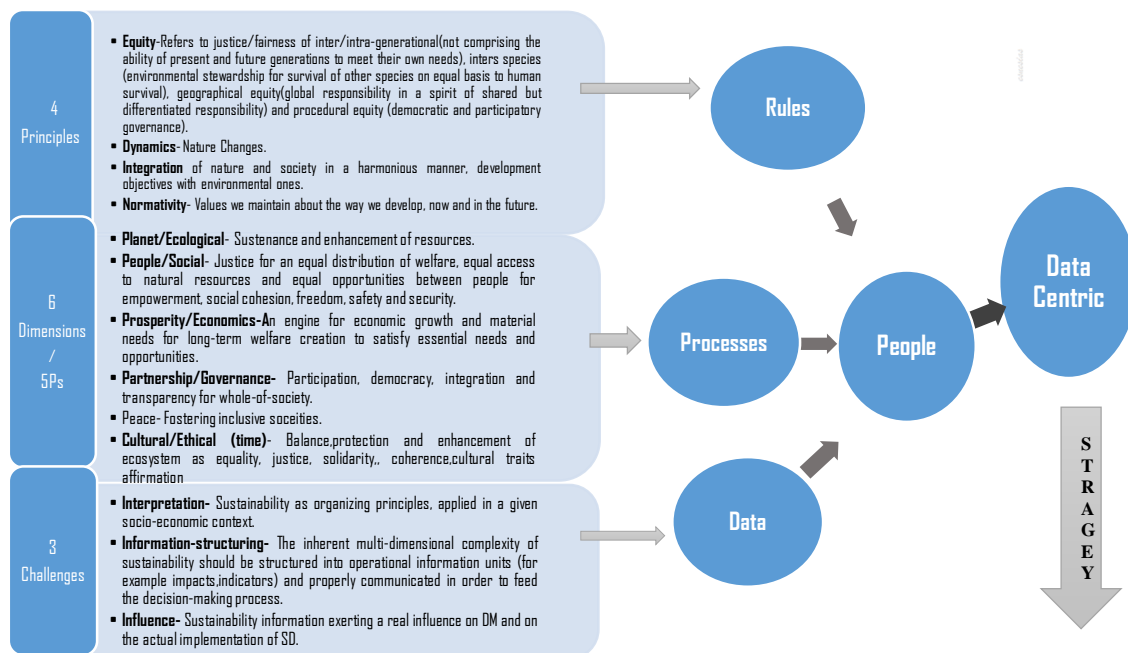 4
Principles
▪ Equity-Refers to justice/fairness of inter/intra-generational(not comprising the
ability of present and future generations to meet their own needs), inters species
(environmental stewardship for survival of other species on equal basis to human
survival), geographical equity(global responsibility in a spirit of shared but
differentiated responsibility) and procedural equity (democratic and participatory
governance).
▪ Dynamics- Nature Changes.
▪ Integration of nature and society in a harmonious manner, development
objectives with environmental ones.
▪ Normativity- Values we maintain about the way we develop, now and in the future.
6
Dimensions
/
5Ps
▪ Planet/Ecological- Sustenance and enhancement of resources.
▪ People/Social- Justice for an equal distribution of welfare, equal access
to natural resources and equal opportunities between people for
empowerment, social cohesion, freedom, safety and security.
▪ Prosperity/Economics-An engine for economic growth and material
needs for long-term welfare creation to satisfy essential needs and
opportunities.
▪ Partnership/Governance- Participation, democracy, integration and
transparency for whole-of-society.
▪ Peace- Fostering inclusive soceities.
▪ Cultural/Ethical (time)- Balance,protection and enhancement of
ecosystem as equality, justice, solidarity,, coherence,cultural traits
affirmation
3
Challenges
▪ Interpretation- Sustainability as organizing principles, applied in a given
socio-economic context.
▪ Information-structuring- The inherent multi-dimensional complexity of
sustainability should be structured into operational information units (for
example impacts,indicators) and properly communicated in order to feed
the decision-making process.
▪ Influence- Sustainability information exerting a real influence on DM and on
the actual implementation of SD.
Rules
Processes
Data
People
Data
Centric
S
T
R
A
G
E
Y